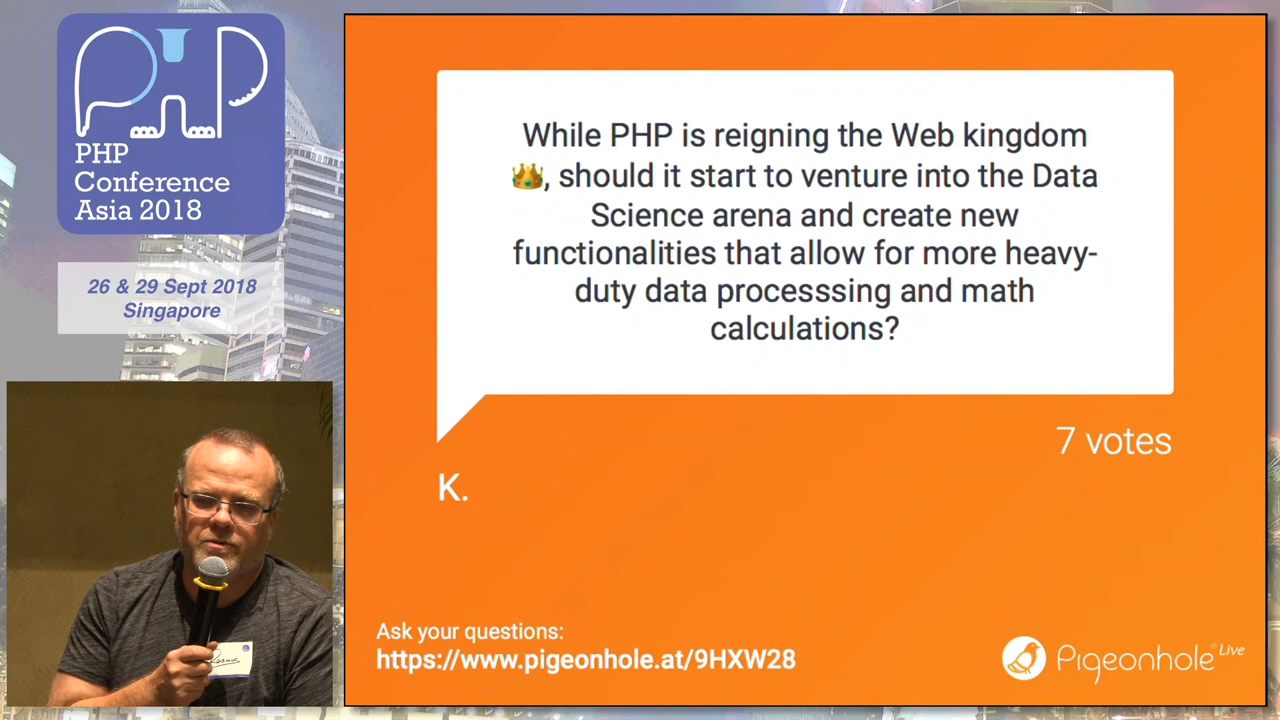 PHP
PHP
Conference
Asia 2018
26 & 29 Sept 2018
Singapore
While PHP is reigning the Web kingdom
👑, should it start to venture into the Data
Science arena and create new
functionalities that allow for more heavy-
duty data processsing and math
calculations?
7 votes
K.
Ask your questions:
https://www.pigeonhole.at/9HXW28
Pigeonhole Live